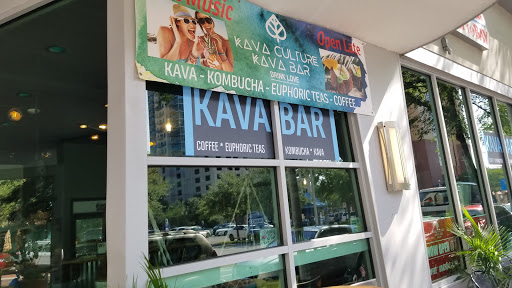 Music
Open Late
KAVA CULTURE
KAVA BAR
DRINK LOVE
KAVA - KOMBUCHA - EUPHORIC TEAS - COFFEE
KAVA BAR
COFFEE * EUPHORIC TEAS
KOMBUCHA * KAVA